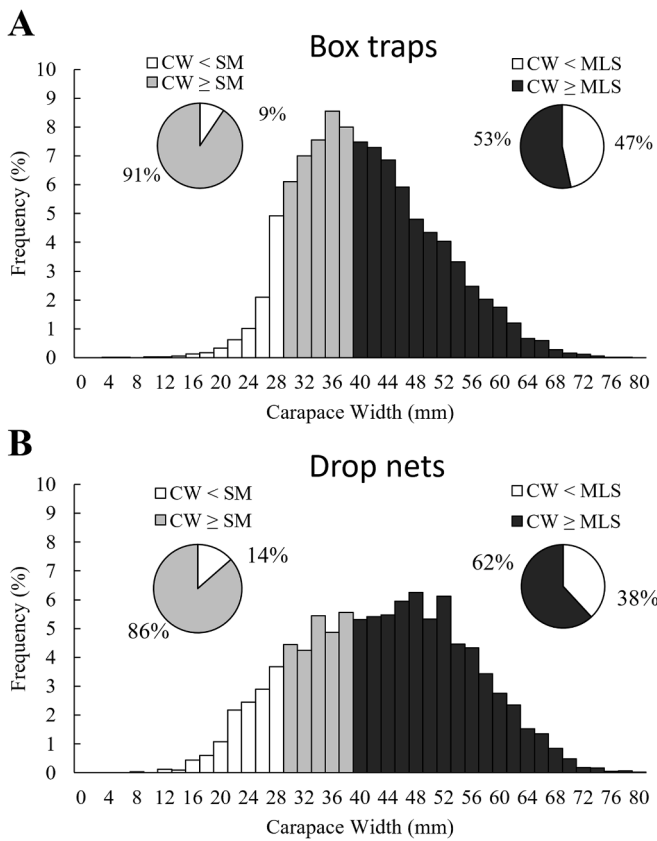 A
Box traps
CW < SM
CW ≥ SM
9%
91%
CW < MLS
CW ≥ MLS
53%
47%
10
9
8
7
6
5
4
3
2
1
0
Frequency (%)
0 4 8 12 16 20 24 28 32 36 40 44 48 52 56 60 64 68 72 76 80
Carapace Width (mm)
B
Drop nets
CW < SM
CW ≥ SM
14%
86%
CW < MLS
CW ≥ MLS
62%
38%
10
9
8
7
6
5
4
3
2
1
0
Frequency (%)
0 4 8 12 16 20 24 28 32 36 40 44 48 52 56 60 64 68 72 76 80
Carapace Width (mm)